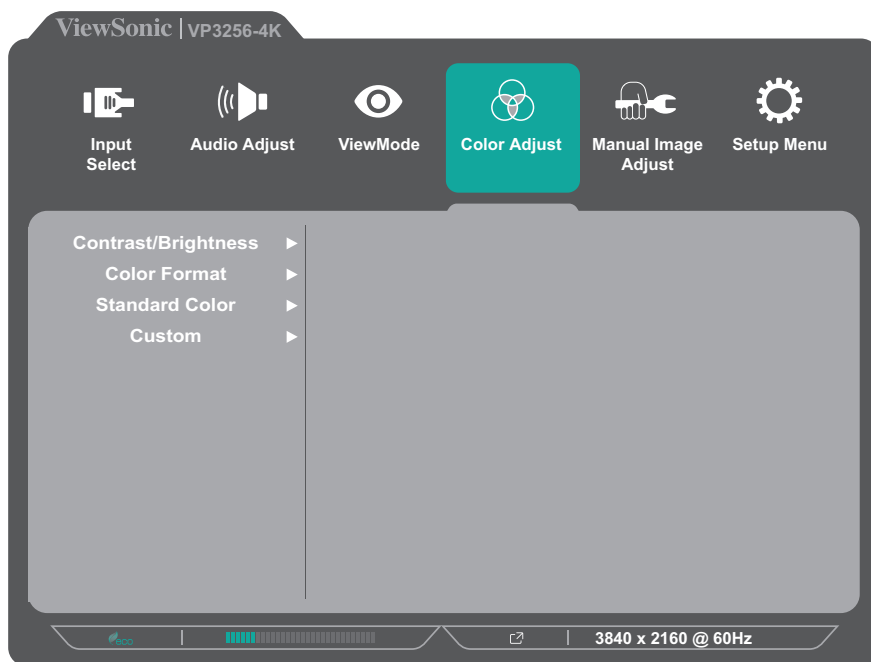 ViewSonic | VP3256-4K
Input
Select
Audio Adjust
ViewMode
Color Adjust
Manual Image
Adjust
Setup Menu
Contrast/Brightness
Color Format
Standard Color
Custom
eco
3840 x 2160 @ 60Hz